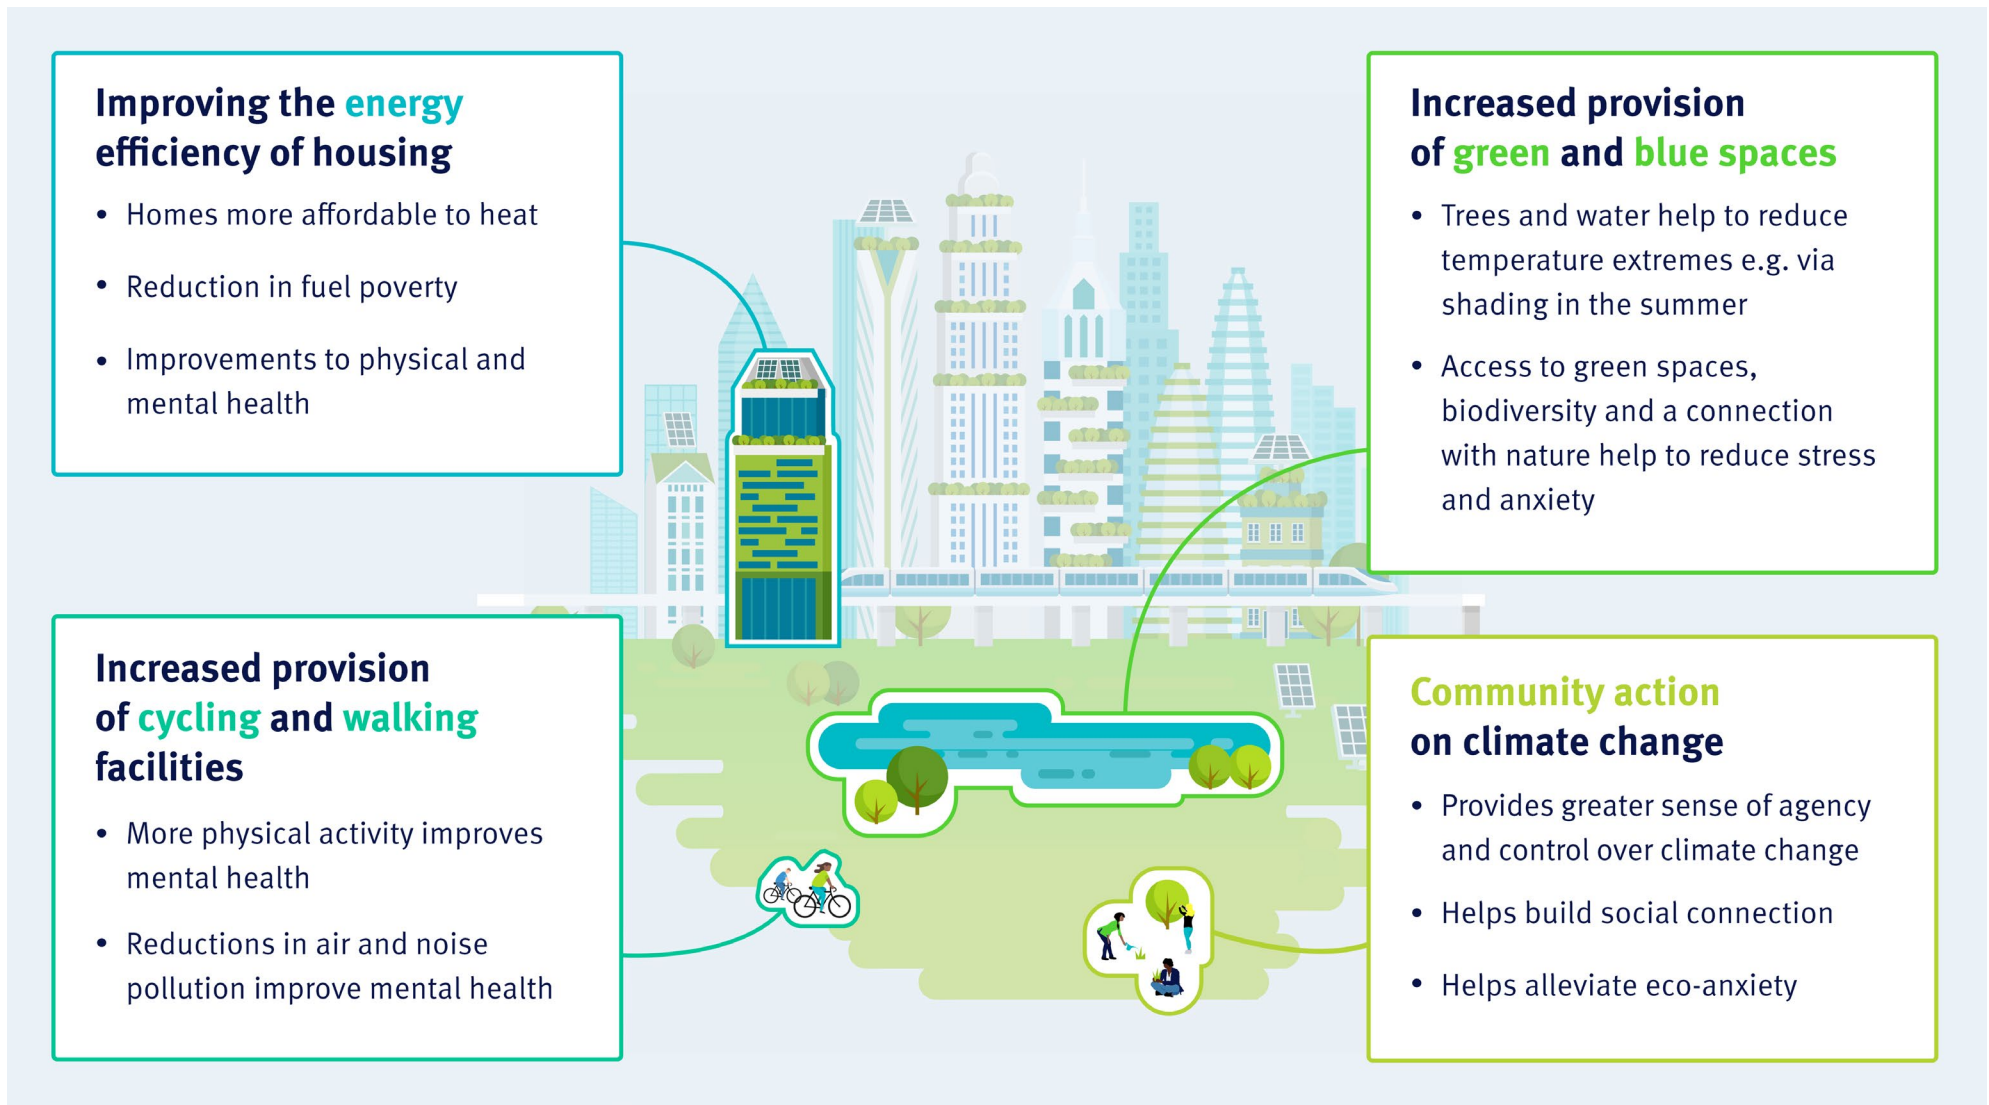 Improving the energy
efficiency of housing
• Homes more affordable to heat
• Reduction in fuel poverty
• Improvements to physical and
mental health
Increased provision
of green and blue spaces
• Trees and water help to reduce
temperature extremes e.g. via
shading in the summer
• Access to green spaces,
biodiversity and a connection
with nature help to reduce stress
and anxiety
Increased provision
of cycling and walking
facilities
• More physical activity improves
mental health
• Reductions in air and noise
pollution improve mental health
Community action
on climate change
• Provides greater sense of agency
and control over climate change
• Helps build social connection
• Helps alleviate eco-anxiety